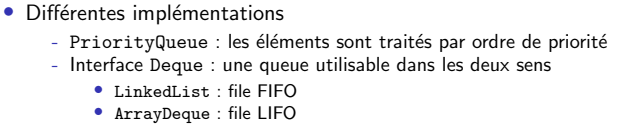 • Différentes implémentations
- PriorityQueue : les éléments sont traités par ordre de priorité
- Interface Deque : une queue utilisable dans les deux sens
• LinkedList : file FIFO
• ArrayDeque : file LIFO